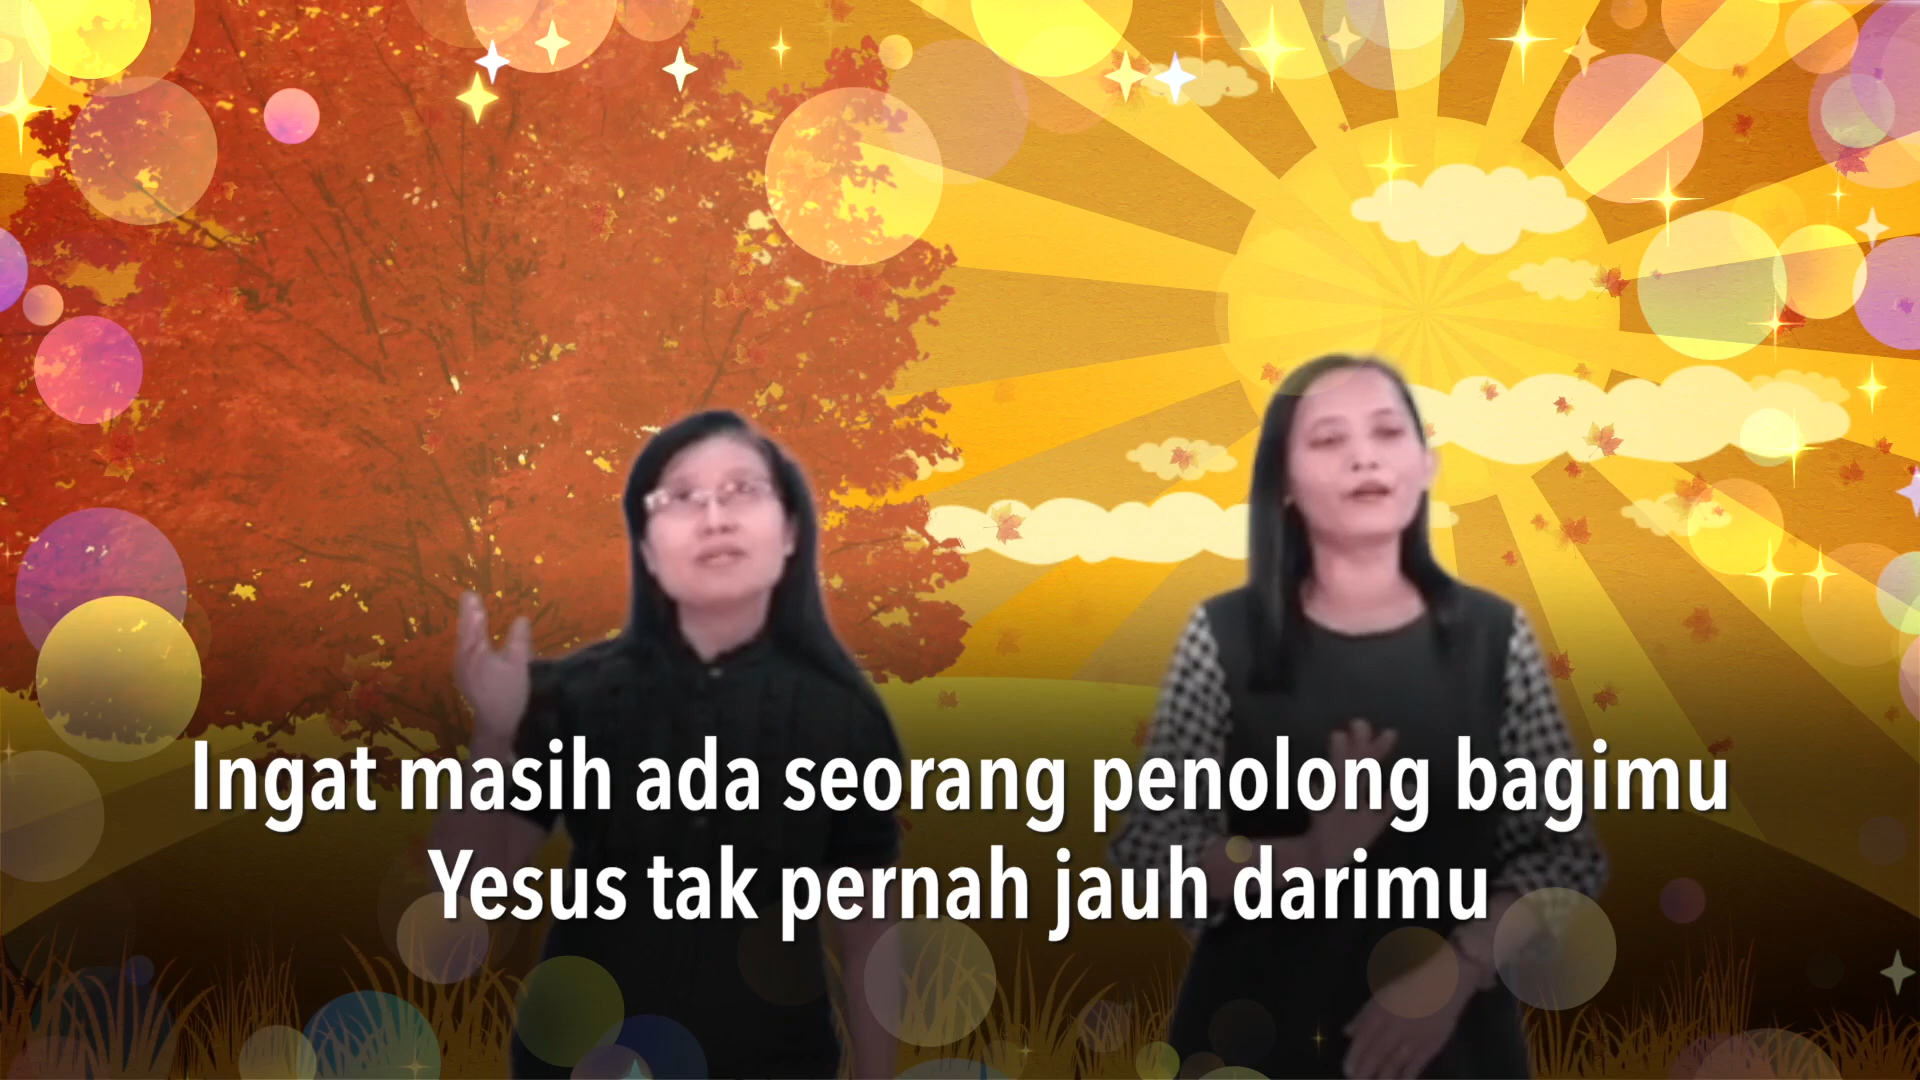 Ingat masih ada seorang penolong bagimu
Yesus tak pernah jauh darimu